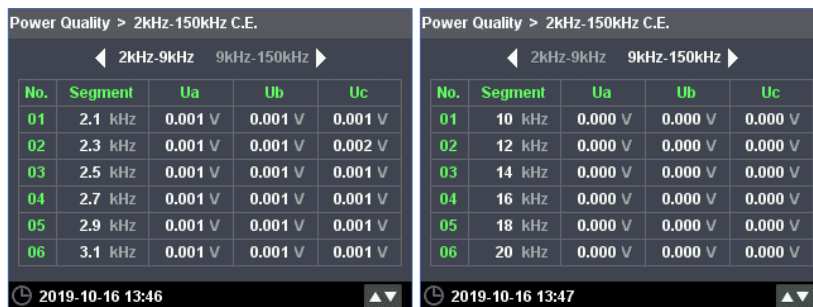 Power Quality > 2kHz-150kHz C.E.
2kHz-9kHz 9kHz-150kHz
No. Segment Ua Ub Uc
01 2.1 kHz 0.001 V 0.001 V 0.001 V
02 2.3 kHz 0.001 V 0.001 V 0.002 V
03 2.5 kHz 0.001 V 0.001 V 0.001 V
04 2.7 kHz 0.001 V 0.001 V 0.001 V
05 2.9 kHz 0.001 V 0.001 V 0.001 V
06 3.1 kHz 0.001 V 0.001 V 0.001 V
2019-10-16 13:46
Power Quality > 2kHz-150kHz C.E.
2kHz-9kHz 9kHz-150kHz
No. Segment Ua Ub Uc
01 10 kHz 0.000 V 0.000 V 0.000 V
02 12 kHz 0.000 V 0.000 V 0.000 V
03 14 kHz 0.000 V 0.000 V 0.000 V
04 16 kHz 0.000 V 0.000 V 0.000 V
05 18 kHz 0.000 V 0.000 V 0.000 V
06 20 kHz 0.000 V 0.000 V 0.000 V
2019-10-16 13:47